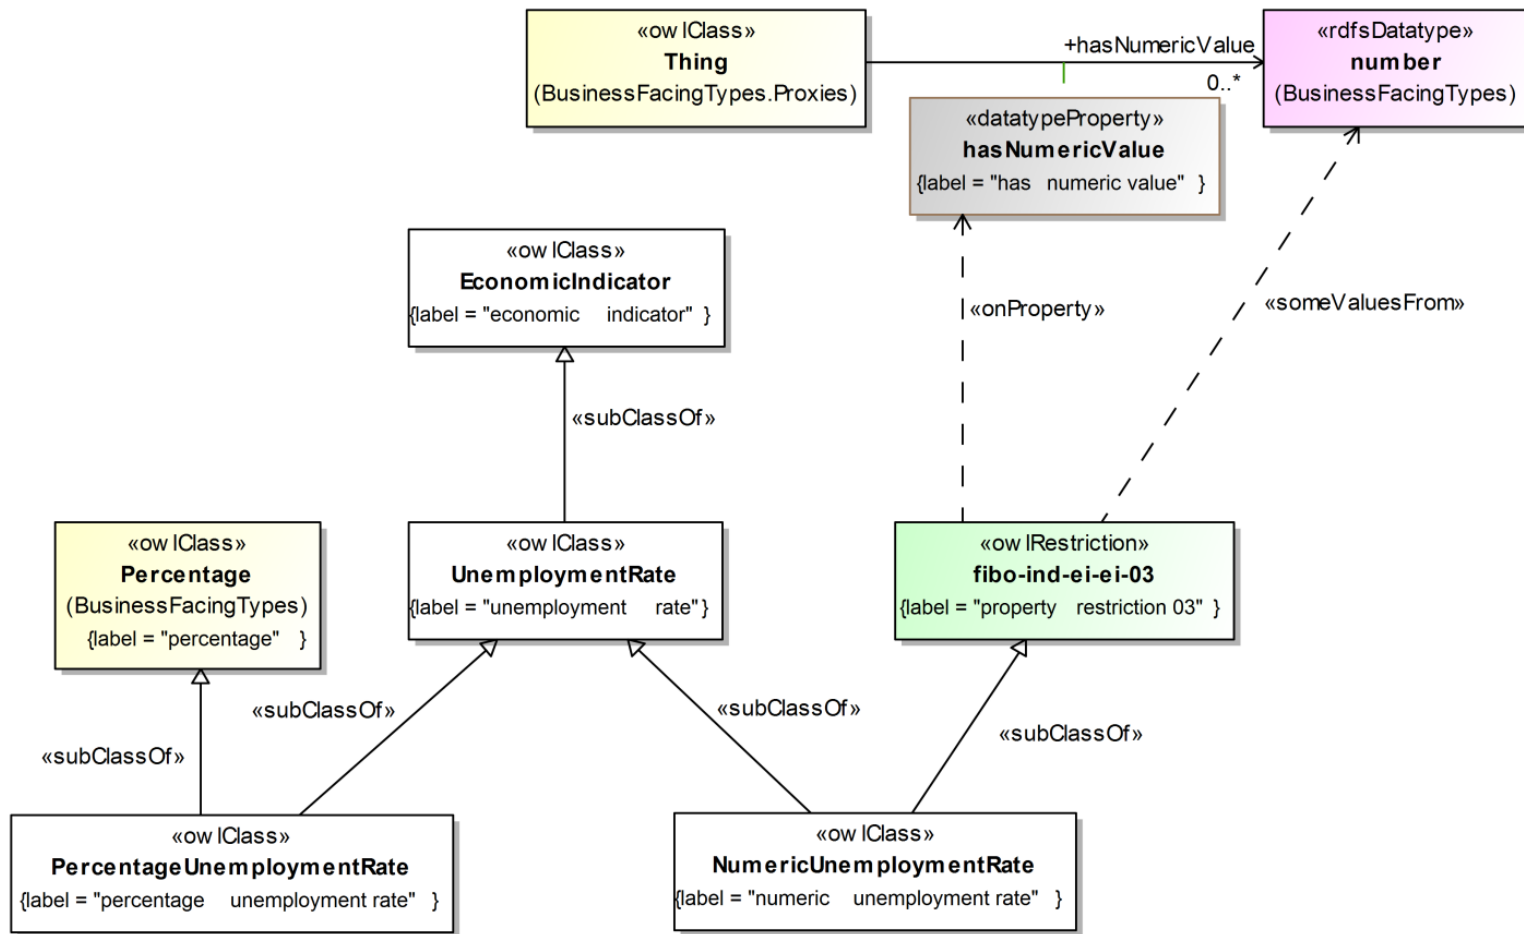 «owlClass»
Thing
(BusinessFacingTypes.Proxies)
+hasNumericValue
0..*
«rdfsDatatype»
number
(BusinessFacingTypes)
«datatypeProperty»
hasNumericValue
{label = "has numeric value" }
«owlClass»
EconomicIndicator
{label = "economic indicator" }
«onProperty»
«someValuesFrom»
«subClassOf»
«owlClass»
Percentage
(BusinessFacingTypes)
{label = "percentage" }
«owlClass»
UnemploymentRate
{label = "unemployment rate"}
«owlRestriction»
fibo-ind-ei-ei-03
{label = "property restriction 03" }
«subClassOf»
«subClassOf»
«subClassOf»
«subClassOf»
«owlClass»
PercentageUnemploymentRate
{label = "percentage unemployment rate" }
«owlClass»
NumericUnemploymentRate
{label = "numeric unemployment rate" }